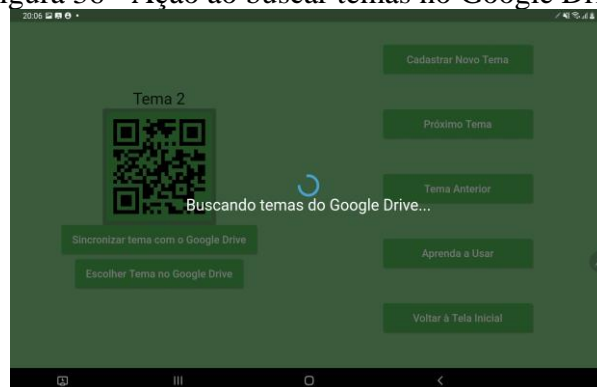 igura 36 - Ação ao buscar temas no Google Dri
20:06
Cadastrar Novo Tema
Tema 2
Próximo Tema
Tema Anterior
Buscando temas do Google Drive...
Sincronizar tema com o Google Drive
Aprenda a Usar
Escolher Tema no Google Drive
Voltar à Tela Inicial